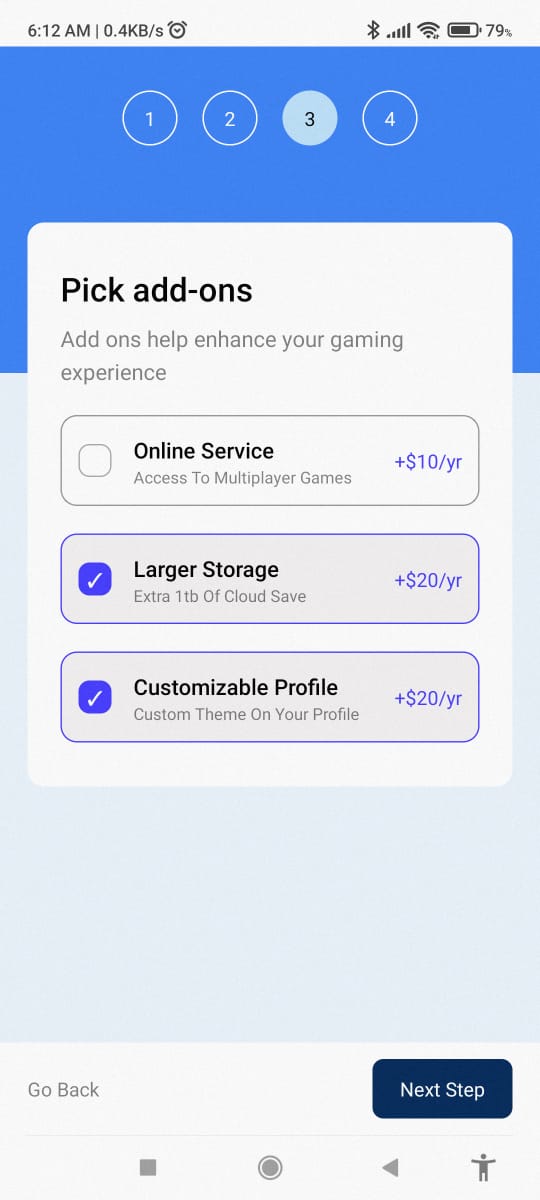 6:12 AM | 0.4KB/s
79%
1 2 3 4
Pick add-ons
Add ons help enhance your gaming
experience
Online Service
Access To Multiplayer Games
+$10/yr
✓
Larger Storage
Extra 1tb Of Cloud Save
+$20/yr
✓
Customizable Profile
Custom Theme On Your Profile
+$20/yr
Go Back
Next Step